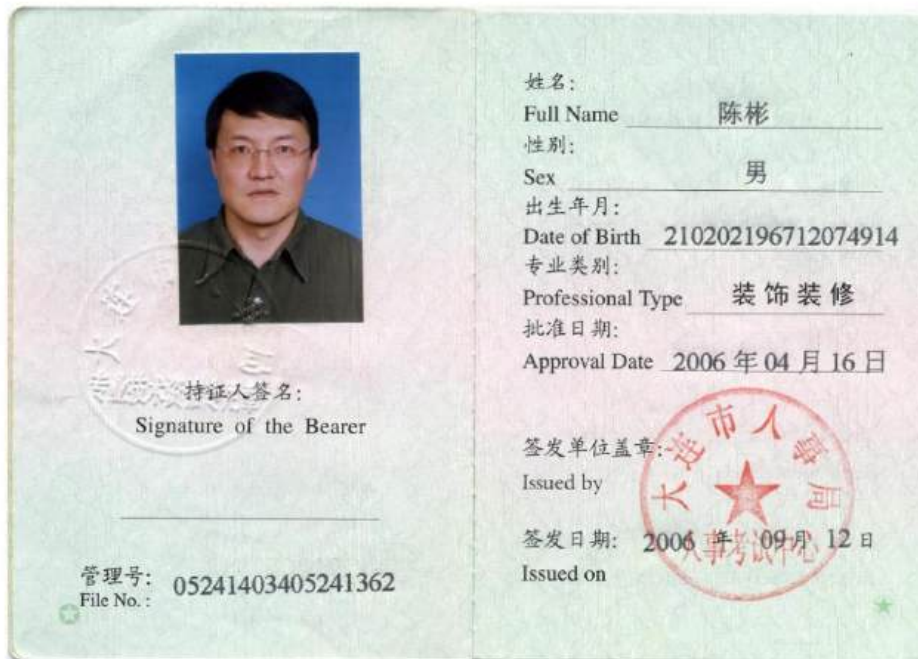 持证人签名：
Signature of the Bearer
管理号：
File No.: 05241403405241362
姓名：
Full Name 陈彬
性别：
Sex 男
出生年月：
Date of Birth 210202196712074914
专业类别：
Professional Type 装饰装修
批准日期：
Approval Date 2006 年 04 月 16 日
签发单位盖章：
Issued by
大连市人事局
人事考试中心
签发日期： 2006 年 09 月 12 日
Issued on